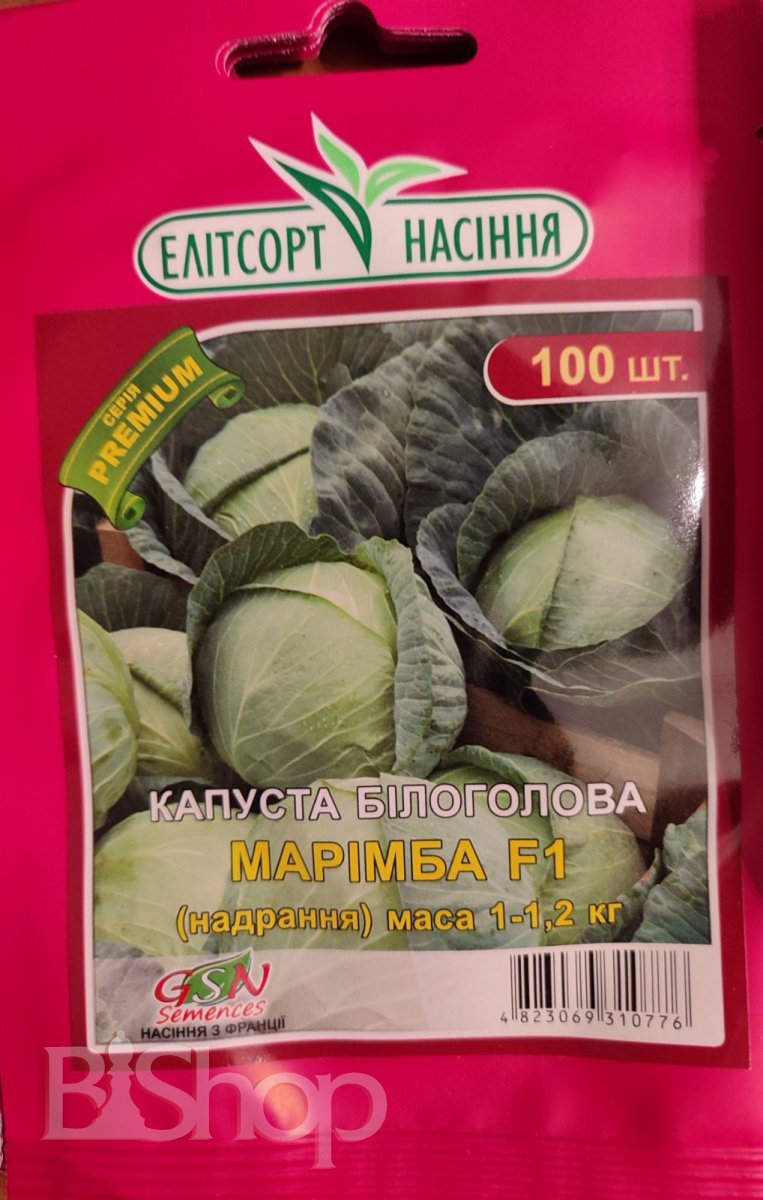 ЕЛІТСОРТ НАСІННЯ
СЕРІЯ
PREMIUM
100 шт.
КАПУСТА БІЛОГОЛОВА
МАРІМБА F1
(надрання) маса 1-1,2 кг
GSN
Semences
НАСІННЯ З ФРАНЦІЇ
4 823069 310776
BiShop